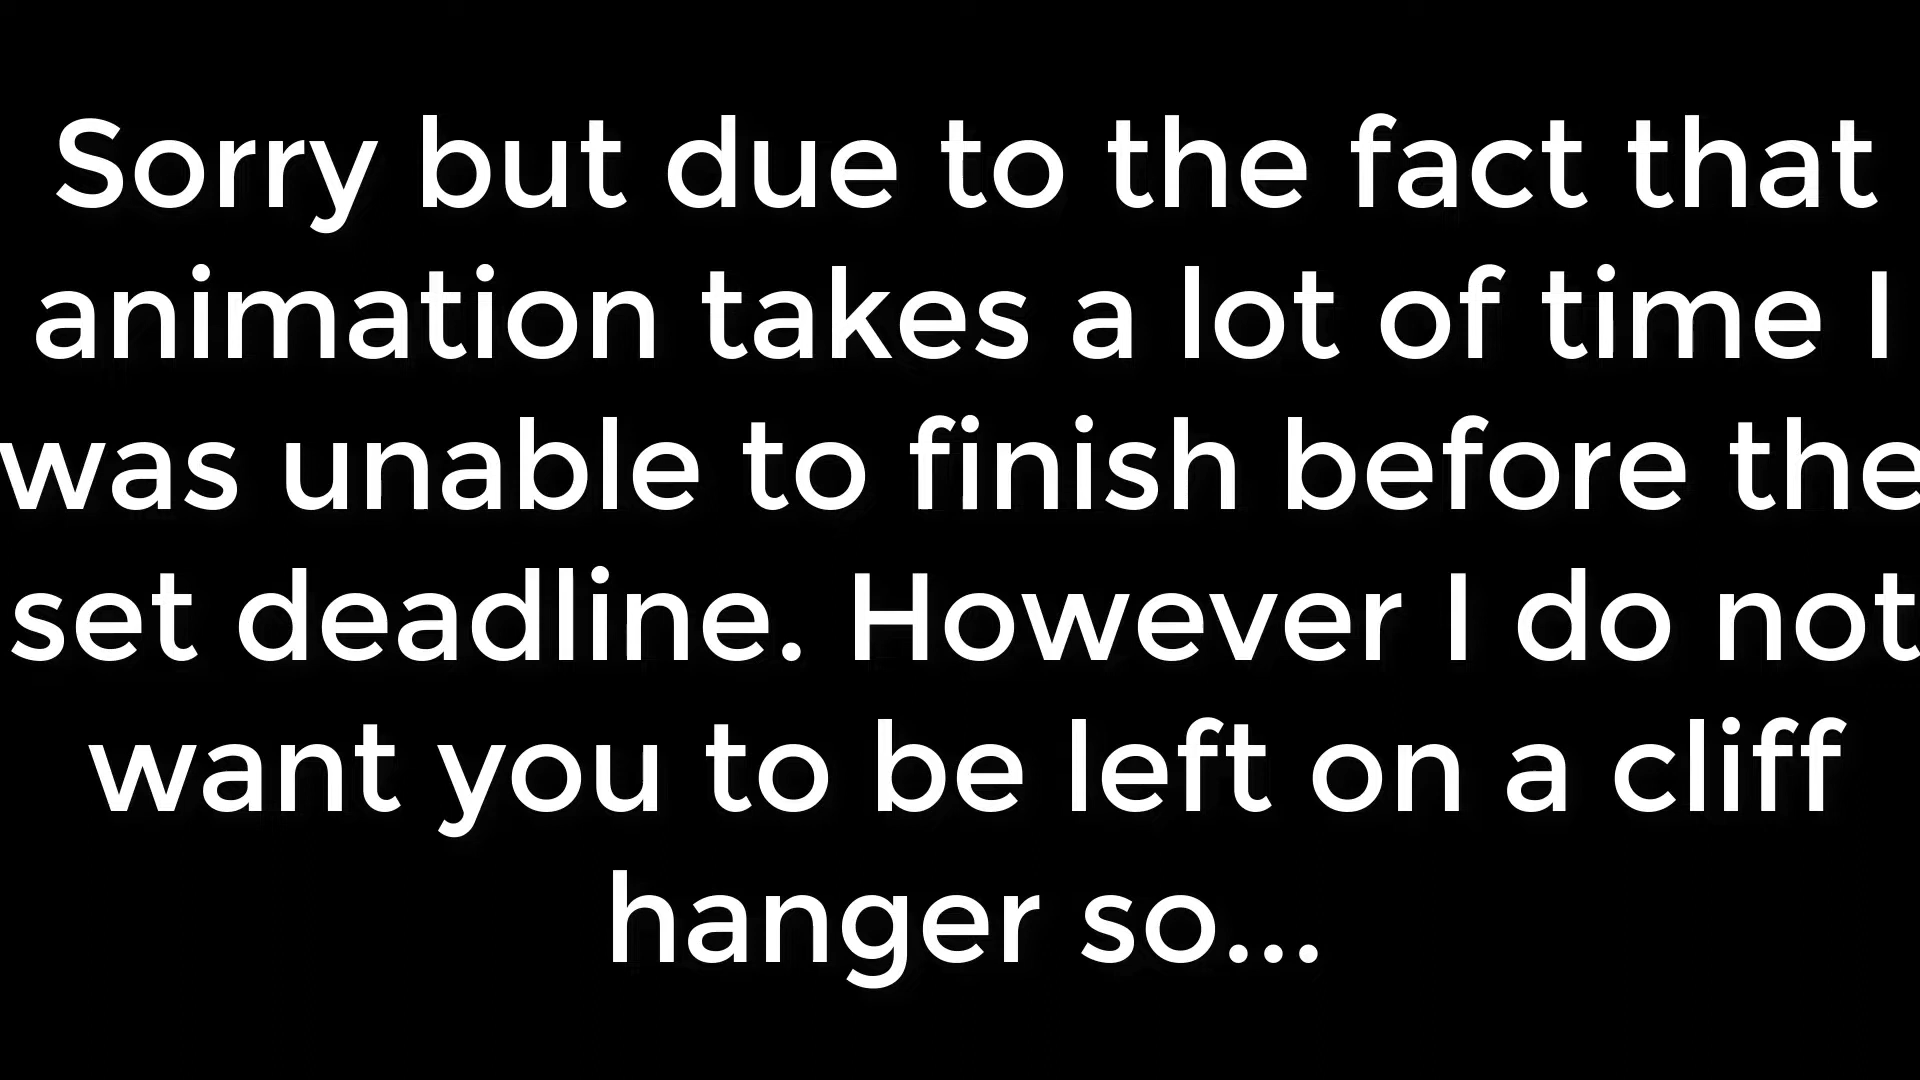 Sorry but due to the fact that
animation takes a lot of time I
was unable to finish before the
set deadline. However I do not
want you to be left on a cliff
hanger so...